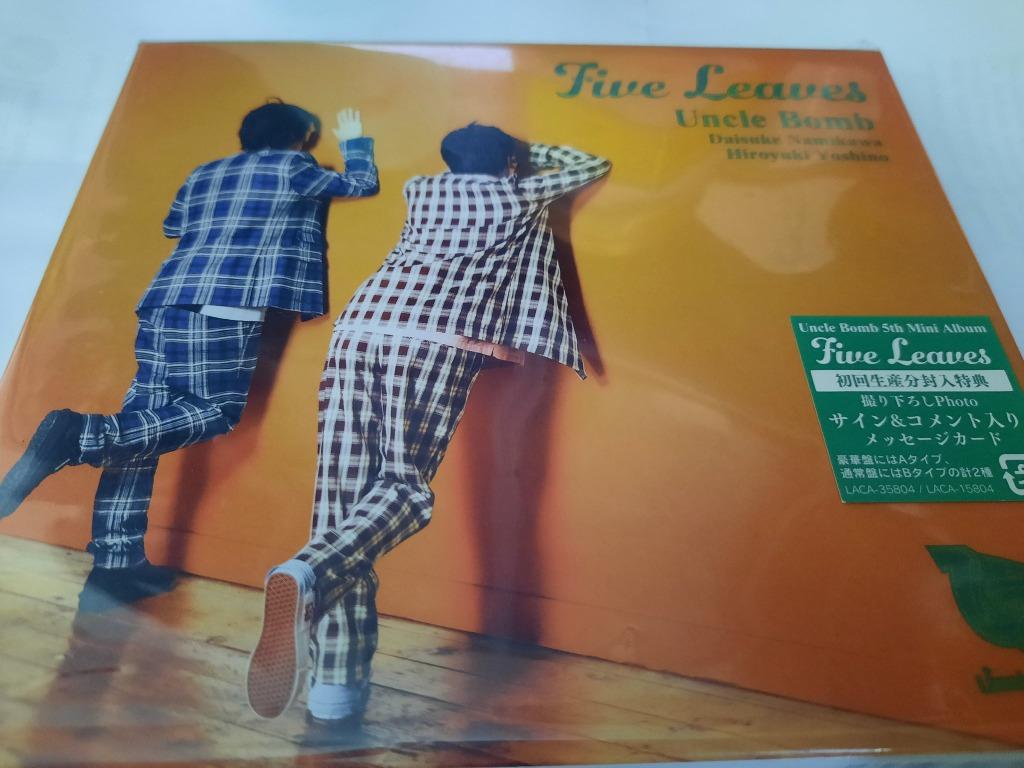 Five Leaves
Uncle Bomb
Daisuke Namikawa
Hiroyuki Yoshino
Uncle Bomb 5th Mini Album
Five Leaves
初回生産分封入特典
撮り下ろしPhoto
サイン&コメント入り
メッセージカード
豪華盤にはAタイプ、
通常盤にはBタイプの計2種
LACA-35804 / LACA-15804